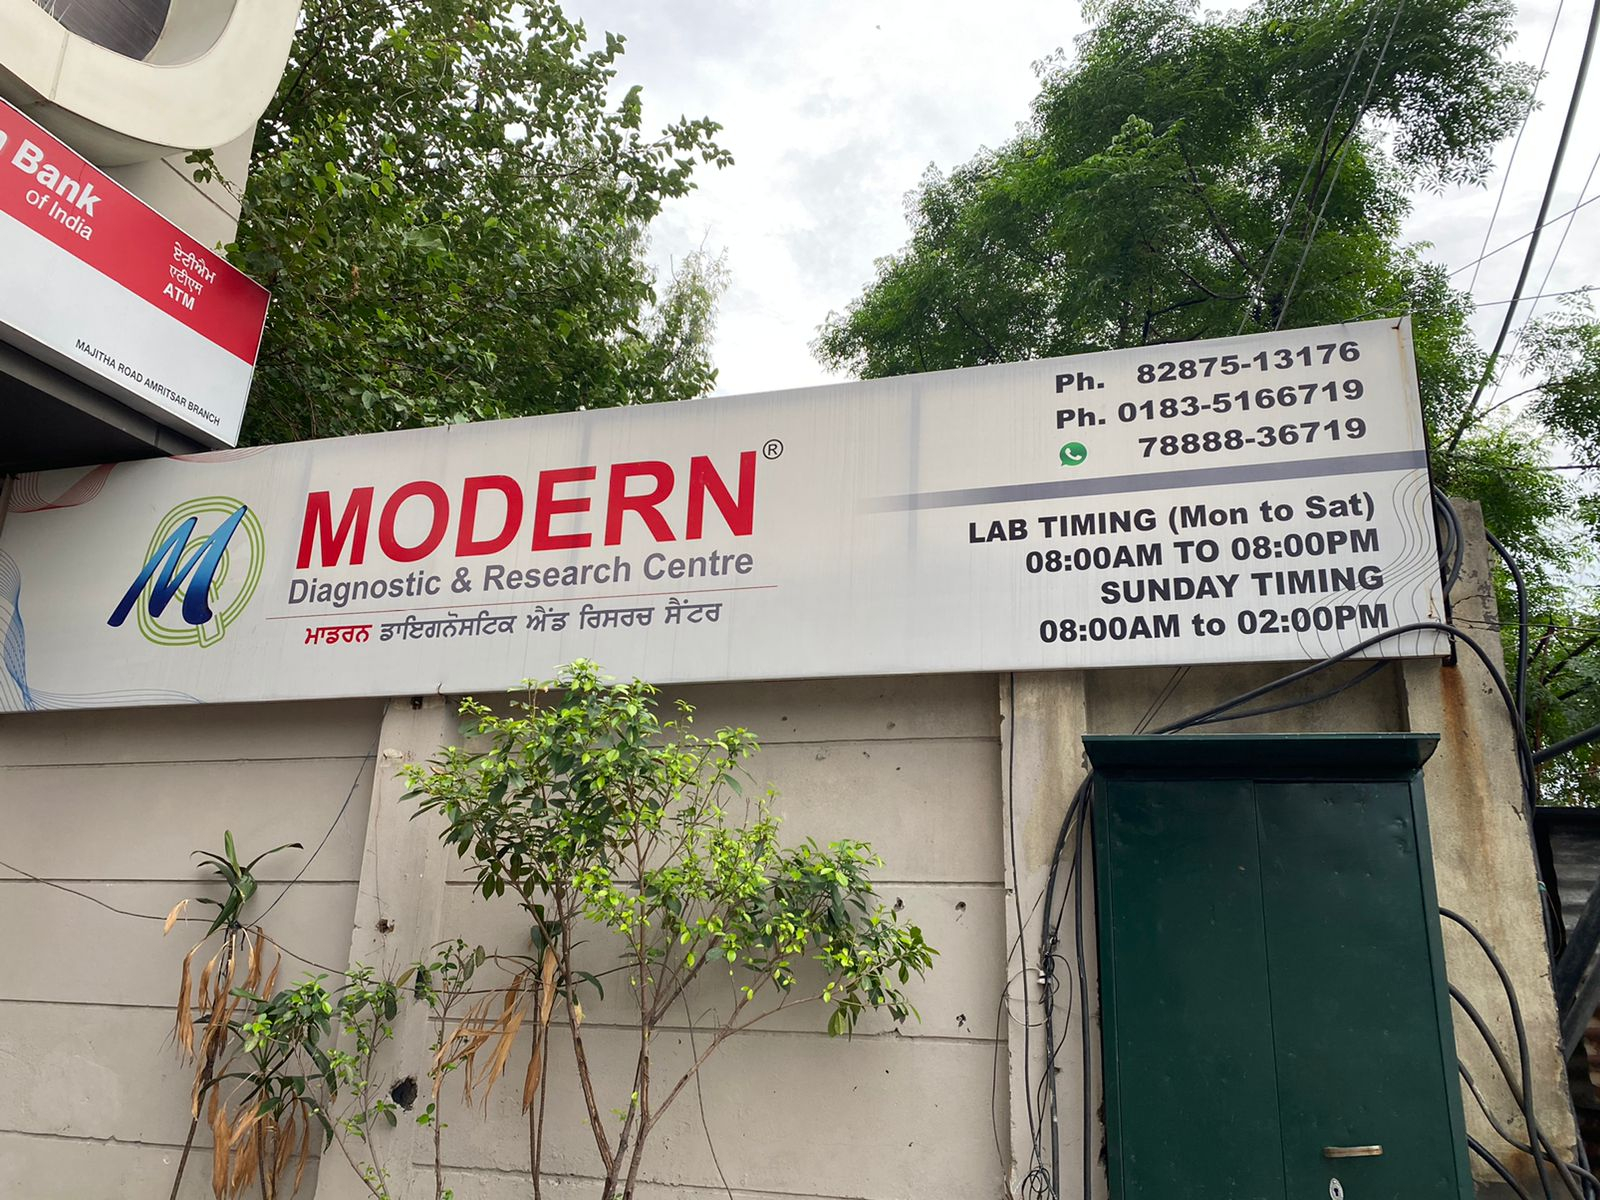 Bank
Of India
ਏਟੀਐਮ
एटीएम
ATM
MAJITHA ROAD AMRITSAR BRANCH
MODERN®
Diagnostic & Research Centre
ਮਾਡਰਨ ਡਾਇਗਨੋਸਟਿਕ ਐਂਡ ਰਿਸਰਚ ਸੈਂਟਰ
Ph. 82875-13176
Ph. 0183-5166719
78888-36719
LAB TIMING (Mon to Sat)
08:00AM TO 08:00PM
SUNDAY TIMING
08:00AM to 02:00PM